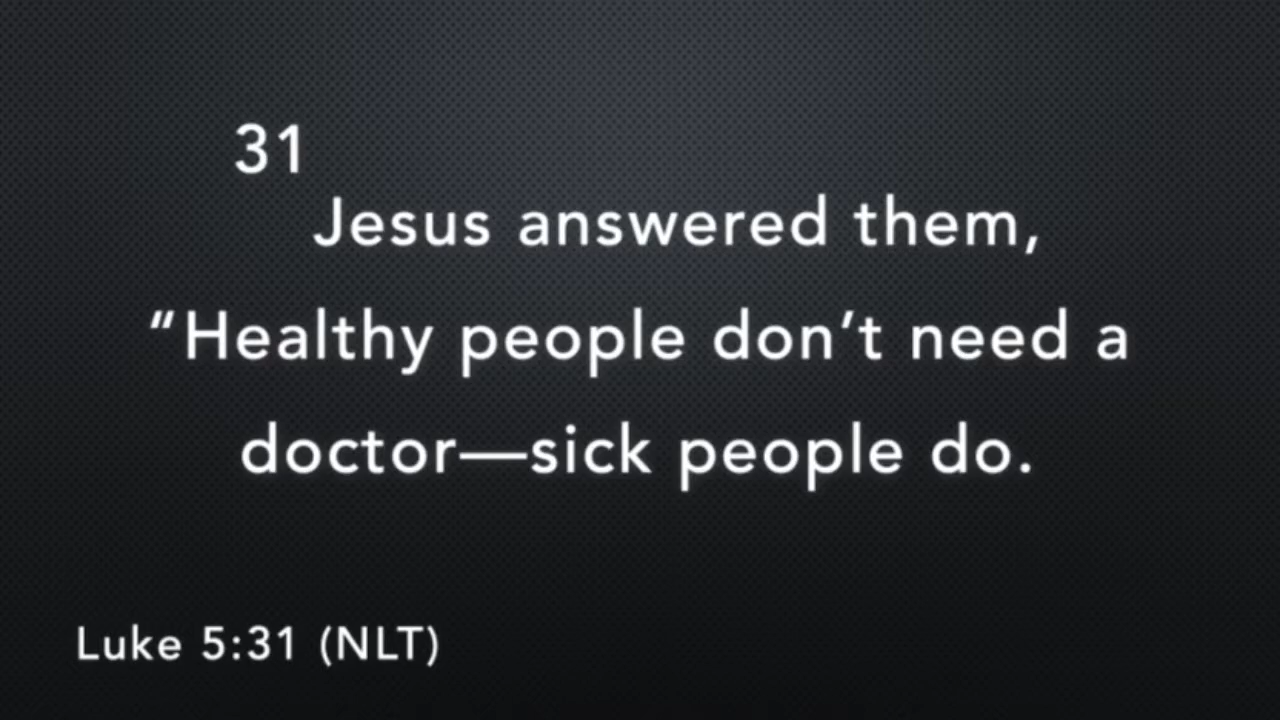 31
Jesus answered them,
“Healthy people don’t need a
doctor—sick people do.
Luke 5:31 (NLT)